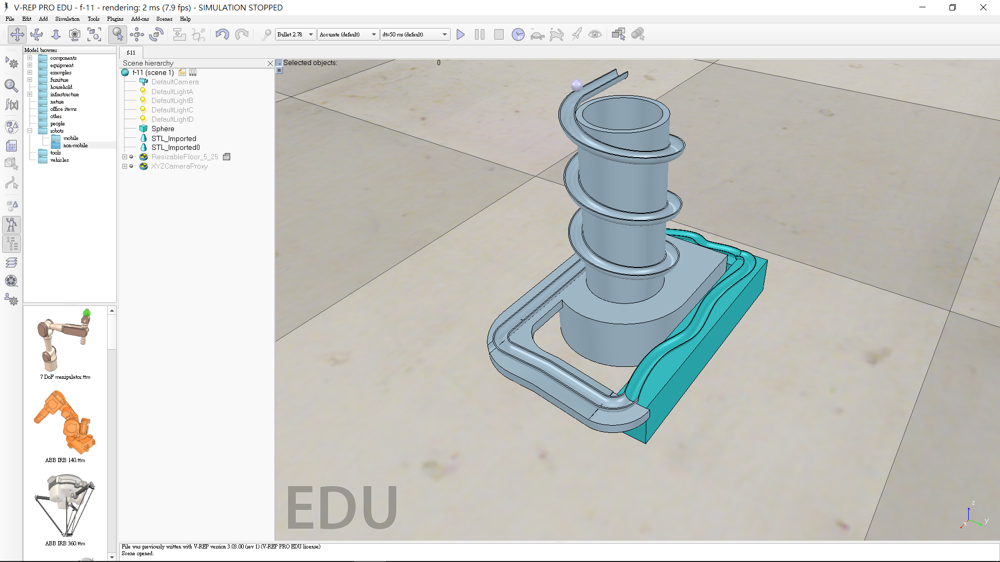 V-REP PRO EDU - f-11 - rendering: 2 ms (7.9 fps) - SIMULATION STOPPED
File Edit Add Simulation Tools Plugins Add-ons Scenes Help
Bullet 2.78 Accurate (default) dt=50 ms (default)
Model browser
components
equipment
examples
furniture
household
infrastructure
nature
office items
other
people
robots
mobile
non-mobile
tools
vehicles
7 DoF manipulator.ttm
ABB IRB 140.ttm
ABB IRB 360.ttm
f-11
Scene hierarchy
f-11 (scene 1)
DefaultCamera
DefaultLightA
DefaultLightB
DefaultLightC
DefaultLightD
Sphere
STL_Imported
STL_Imported0
ResizableFloor_5_25
XYZCameraProxy
Selected objects: 0
EDU
z
x
y
File was previously written with V-REP version 3.03.00 (rev 1) (V-REP PRO EDU license)
Scene opened.